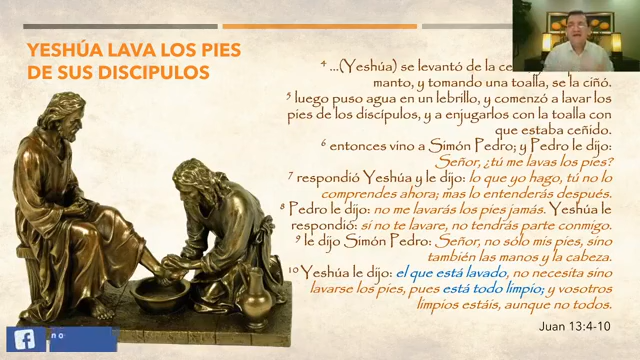 YESHÚA LAVA LOS PIES
DE SUS DISCIPULOS
4 ...(Yeshúa) se levantó de la
manto, y tomando una toalla, se la ciñó.
5 luego puso agua en un lebrillo, y comenzó a lavar los
pies de los discípulos, y a enjugarlos con la toalla con
que estaba ceñido.
6 entonces vino a Simón Pedro; y Pedro le dijo:
Señor, ¿tú me lavas los pies?
7 respondió Yeshúa y le dijo: lo que yo hago, tú no lo
comprendes ahora; mas lo entenderás después.
8 Pedro le dijo: no me lavarás los pies jamás. Yeshúa le
respondió: si no te lavare, no tendrás parte conmigo.
9 le dijo Simón Pedro: Señor, no sólo mis pies, sino
también las manos y la cabeza.
10 Yeshúa le dijo: el que está lavado, no necesita sino
lavarse los pies, pues está todo limpio; y vosotros
limpios estáis, aunque no todos.
Juan 13:4-10